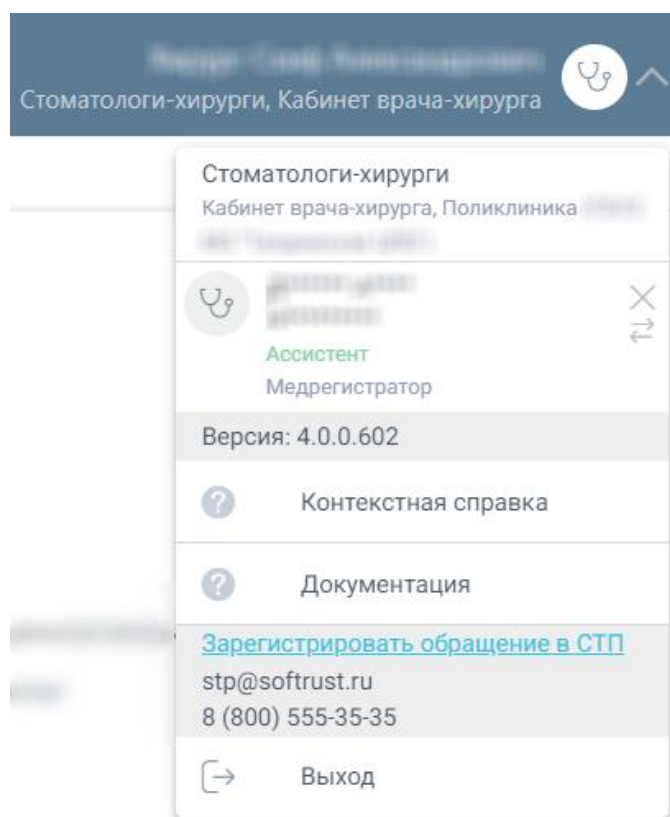 Стоматологи-хирурги, Кабинет врача-хирурга
Стоматологи-хирурги
Кабинет врача-хирурга, Поликлиника
Ассистент
Медрегистратор
Версия: 4.0.0.602
Контекстная справка
Документация
Зарегистрировать обращение в СТП
stp@softrust.ru
8 (800) 555-35-35
Выход